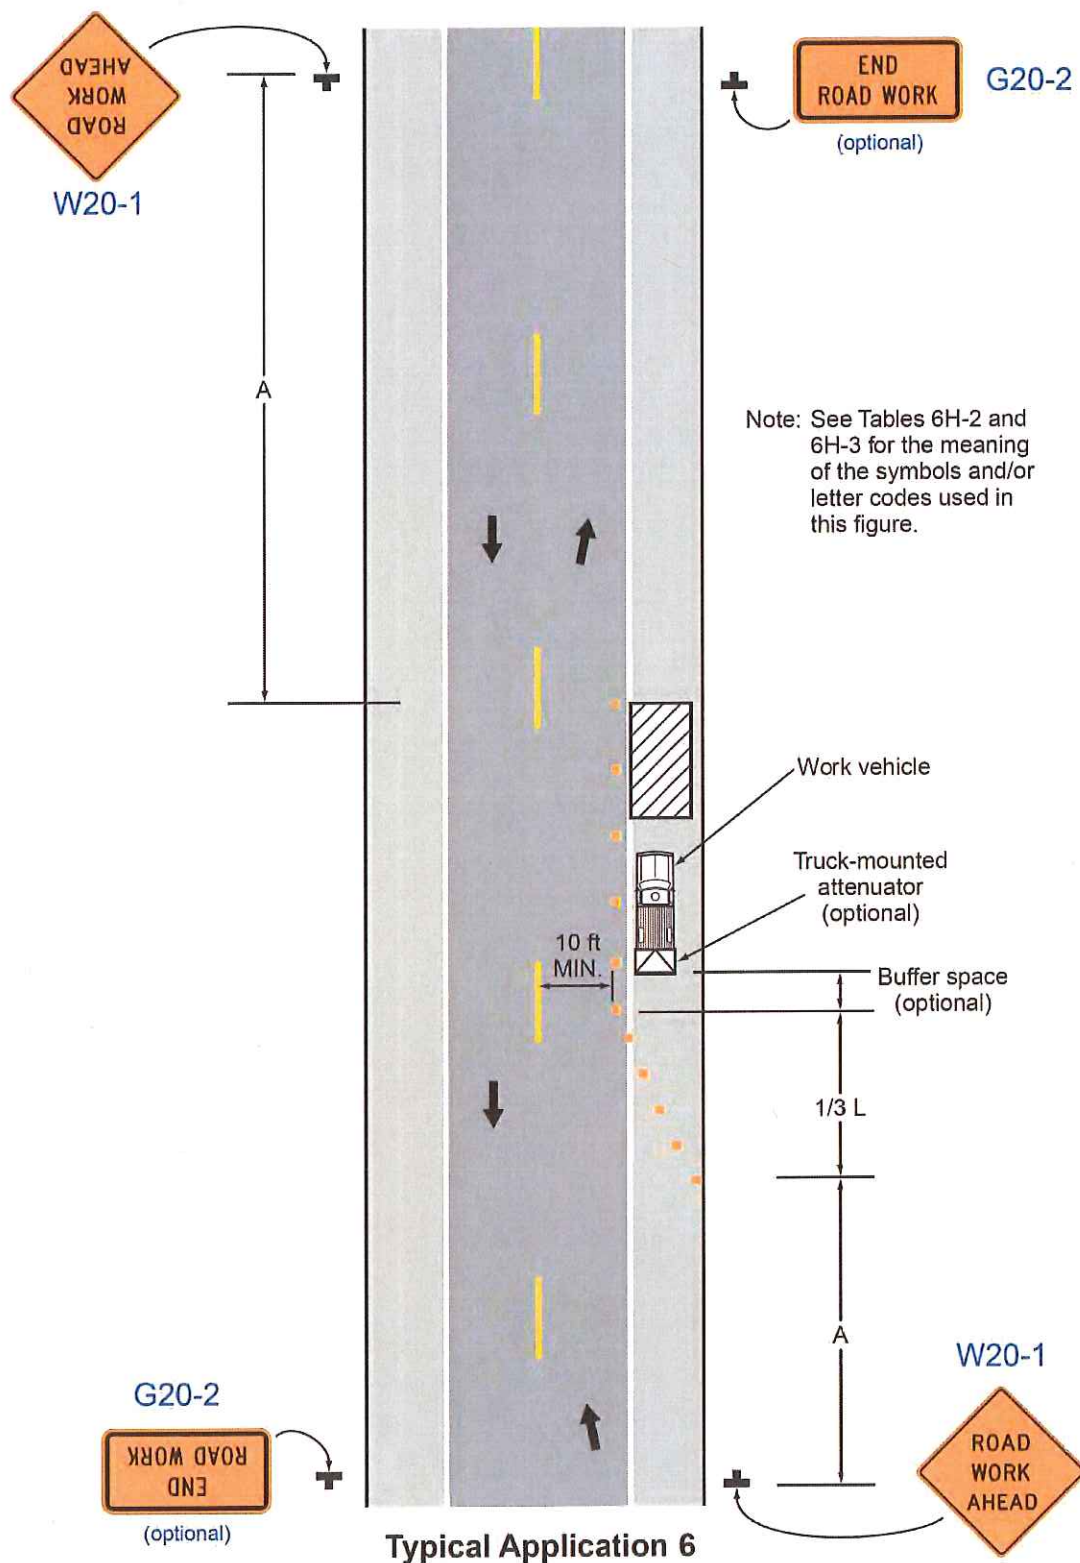 ROAD
WORK
AHEAD
W20-1
END
ROAD WORK
(optional)
G20-2
A
Note: See Tables 6H-2 and
6H-3 for the meaning
of the symbols and/or
letter codes used in
this figure.
Work vehicle
Truck-mounted
attenuator
(optional)
10 ft
MIN.
Buffer space
(optional)
1/3 L
A
W20-1
ROAD
WORK
AHEAD
G20-2
END
ROAD WORK
(optional)
Typical Application 6